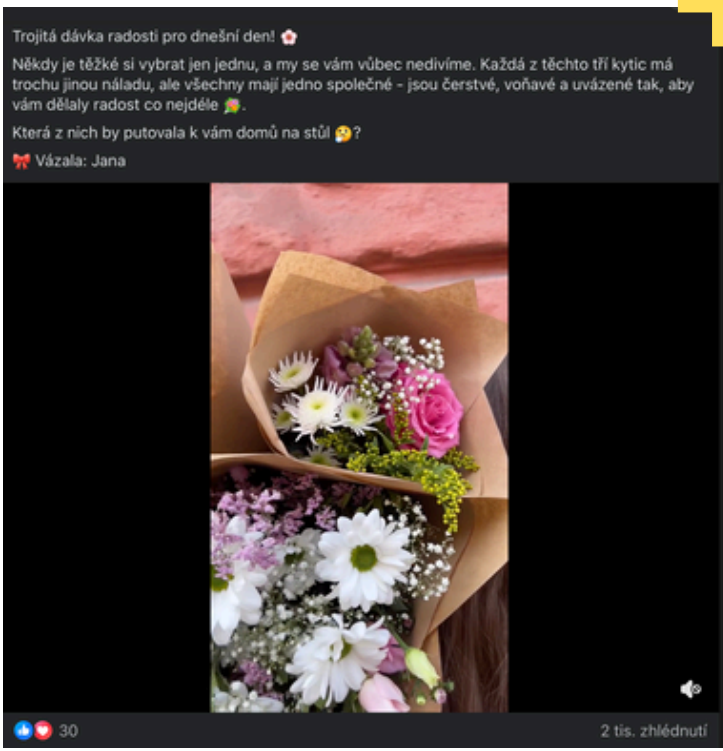 Trojitá dávka radosti pro dnešní den! 🌸
Někdy je těžké si vybrat jen jednu, a my se vám vůbec nedivíme. Každá z těchto tří kytic má
trochu jinou náladu, ale všechny mají jedno společné - jsou čerstvé, voňavé a uvázené tak, aby
vám dělaly radost co nejdéle 💐.
Která z nich by putovala k vám domů na stůl 🤔?
🎀 Vázala: Jana
30
2 tis. zhlédnutí